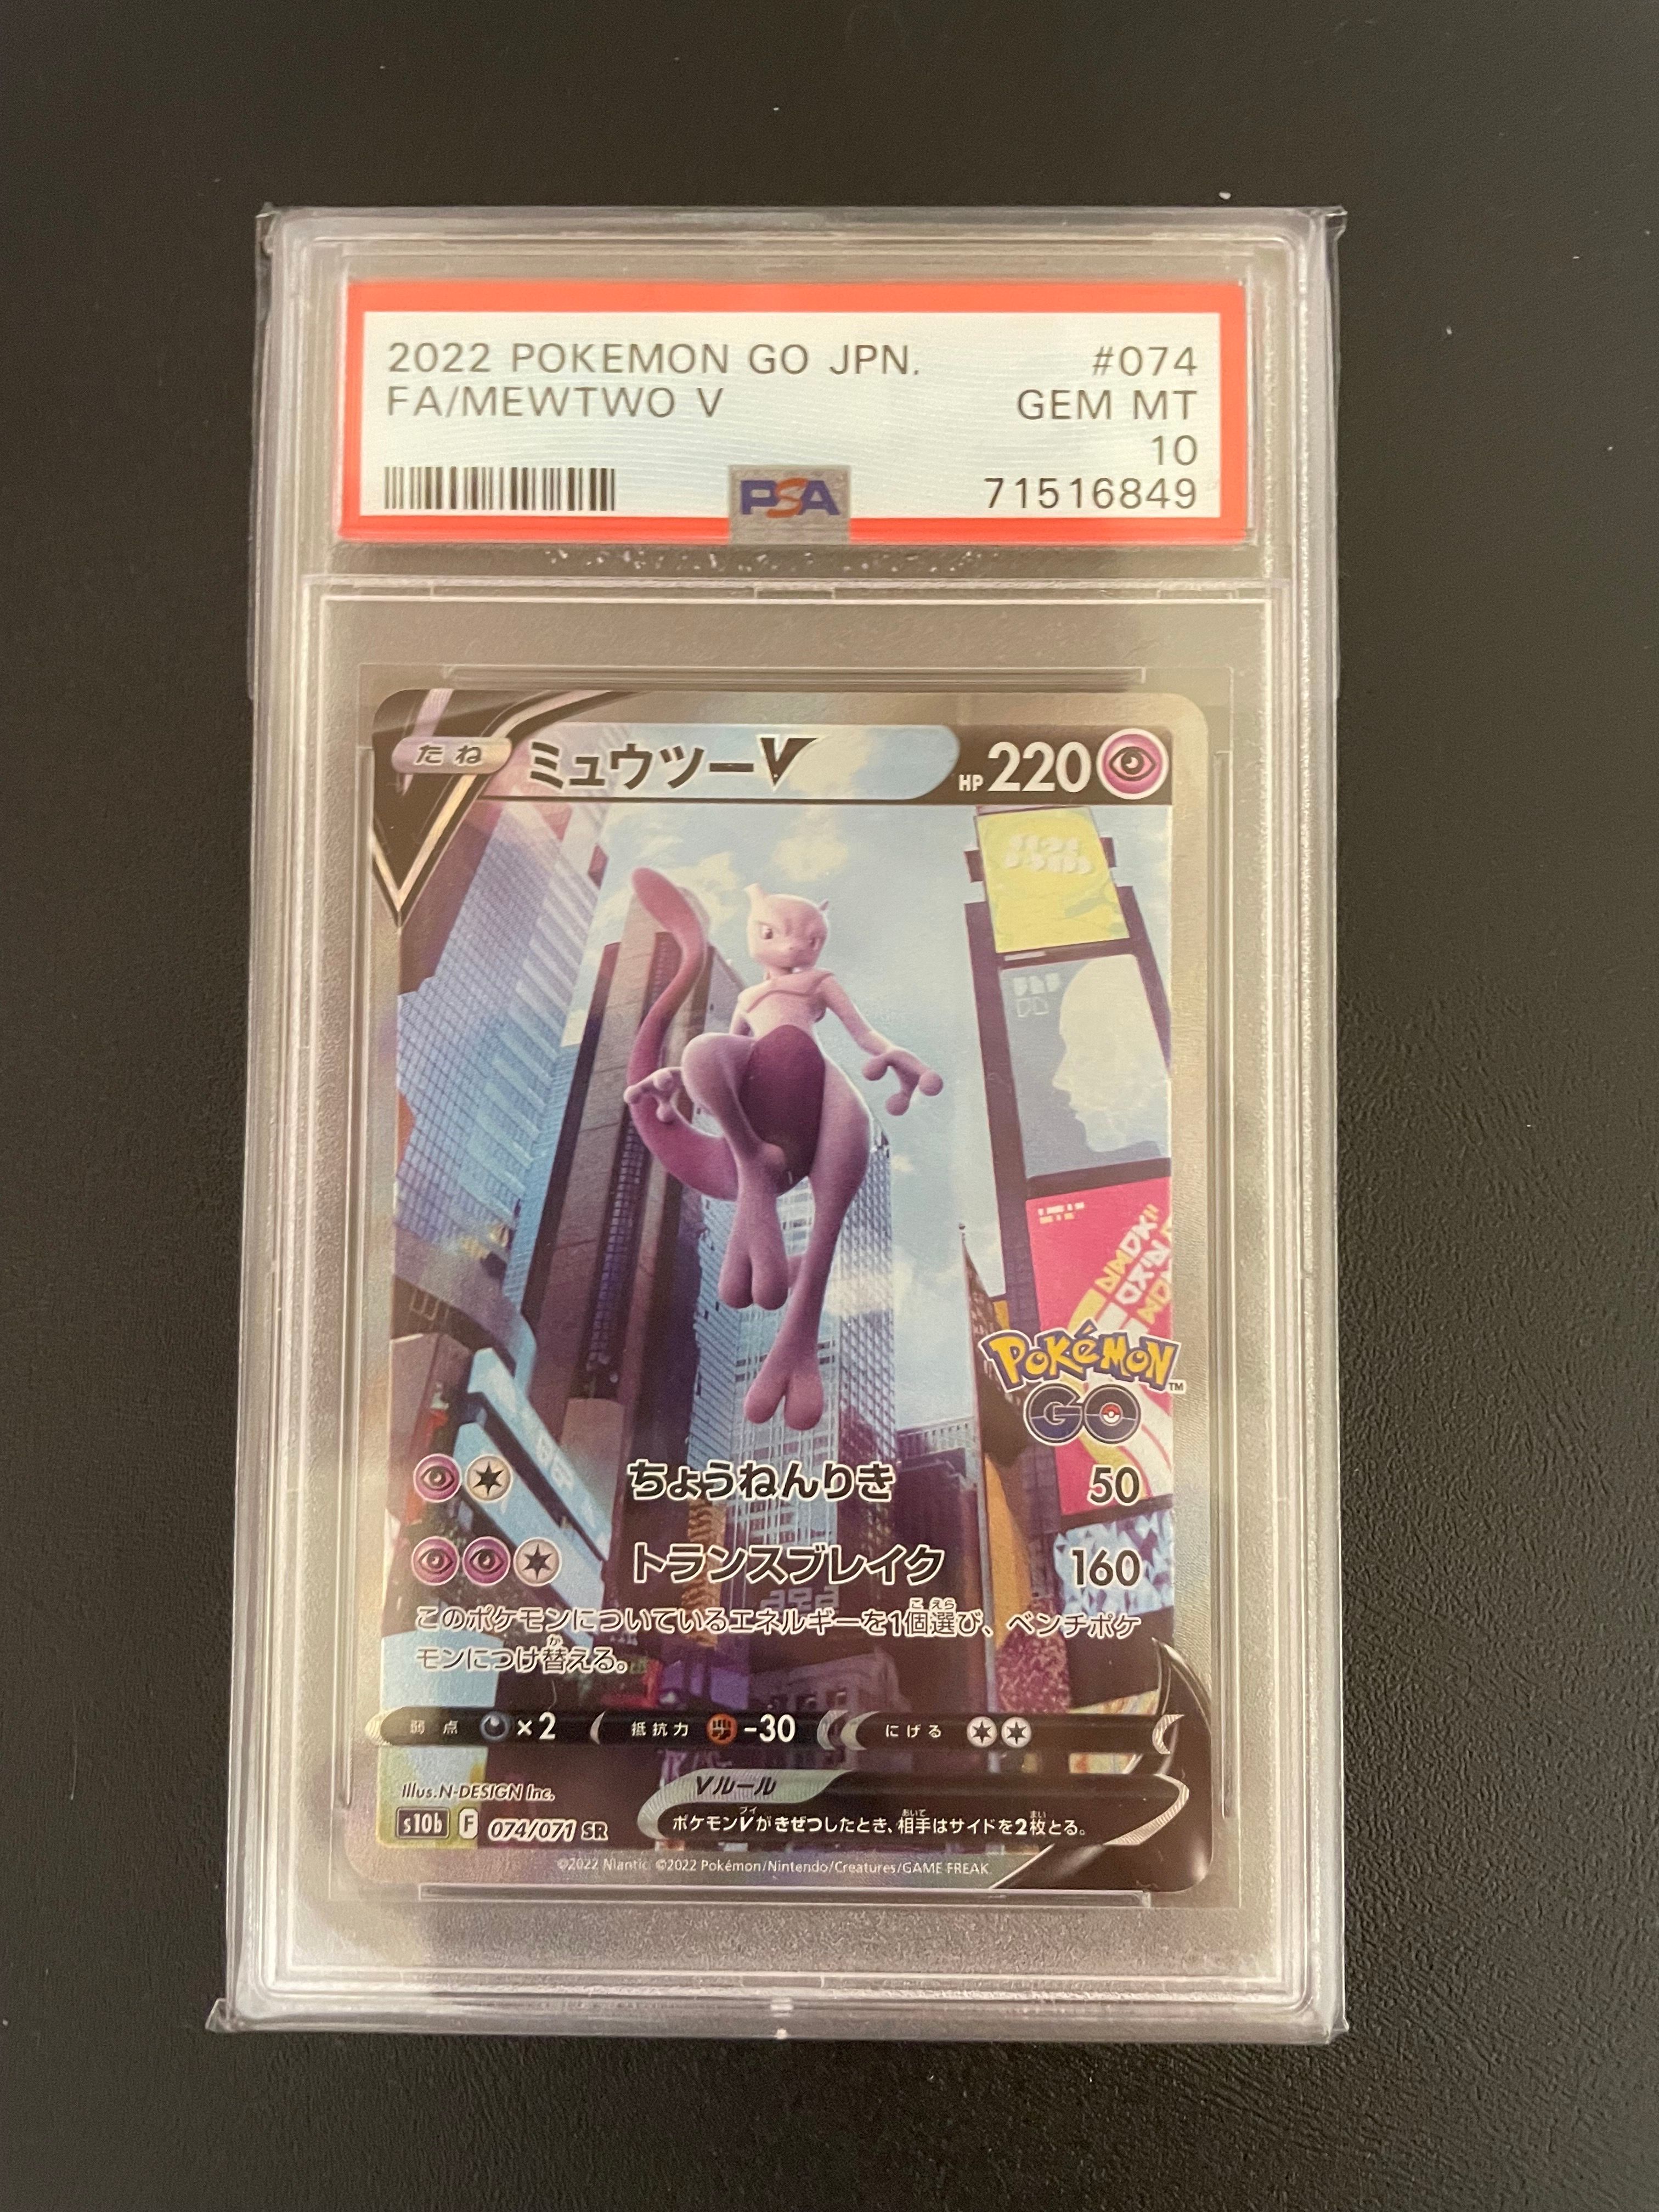 2022 POKEMON GO JPN. #074
FA/MEWTWO V GEM MT
10
PSA 71516849
たね ミュウツーV HP 220
POKÉMON
GO
™
ちょうねんりき 50
トランスブレイク 160
このポケモンについているエネルギーを1個選び、ベンチポケ
モンにつけ替える。
弱点 ×2 抵抗力 -30 にげる
Illus. N-DESIGN Inc.
Vルール
s10b F 074/071 SR
ポケモンVがきぜつしたとき、相手はサイドを2枚とる。
©2022 Niantic ©2022 Pokémon/Nintendo/Creatures/GAME FREAK.